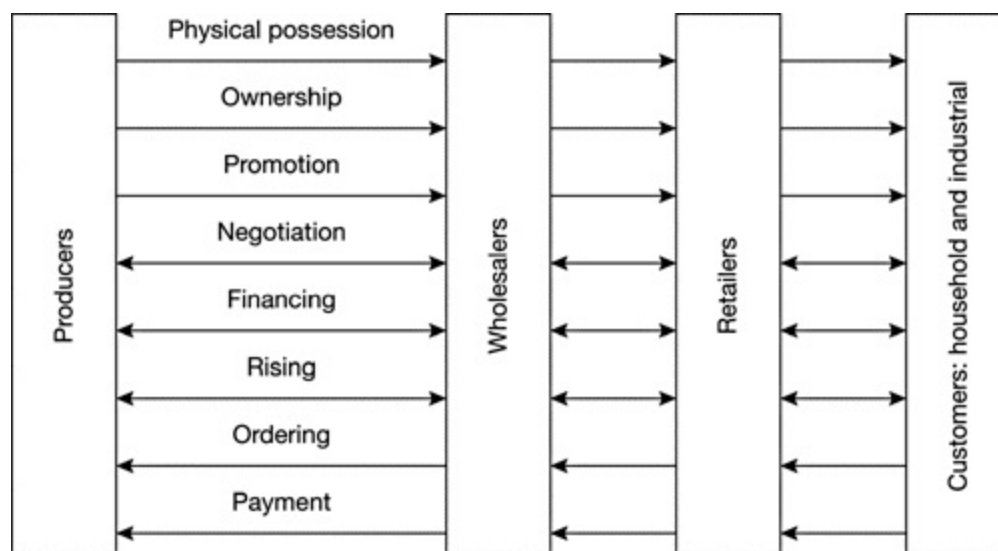 Physical possession
Ownership
Promotion
Negotiation
Financing
Rising
Ordering
Payment
Producers
Wholesalers
Retailers
Customers: household and industrial